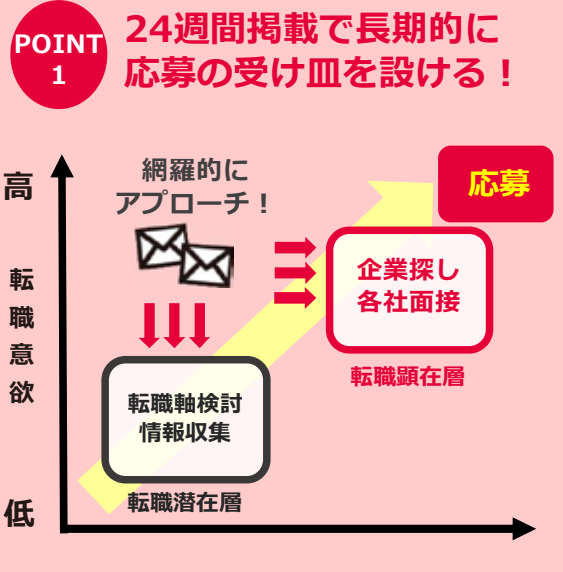 POINT
1
24週間掲載で長期的に
応募の受け皿を設ける！
高
転
職
意
欲
低
網羅的に
アプローチ！
応募
企業探し
各社面接
転職顕在層
転職軸検討
情報収集
転職潜在層